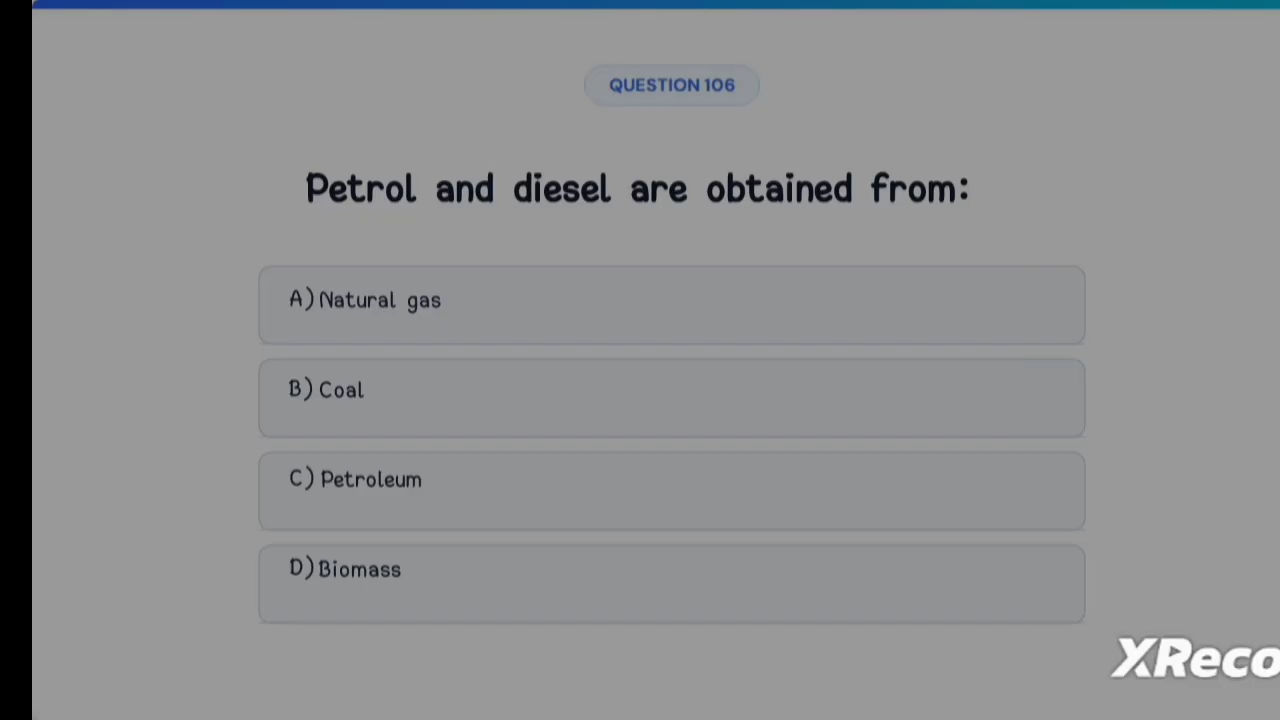 QUESTION 106
Petrol and diesel are obtained from:
A) Natural gas
B) Coal
C) Petroleum
D) Biomass
XReco